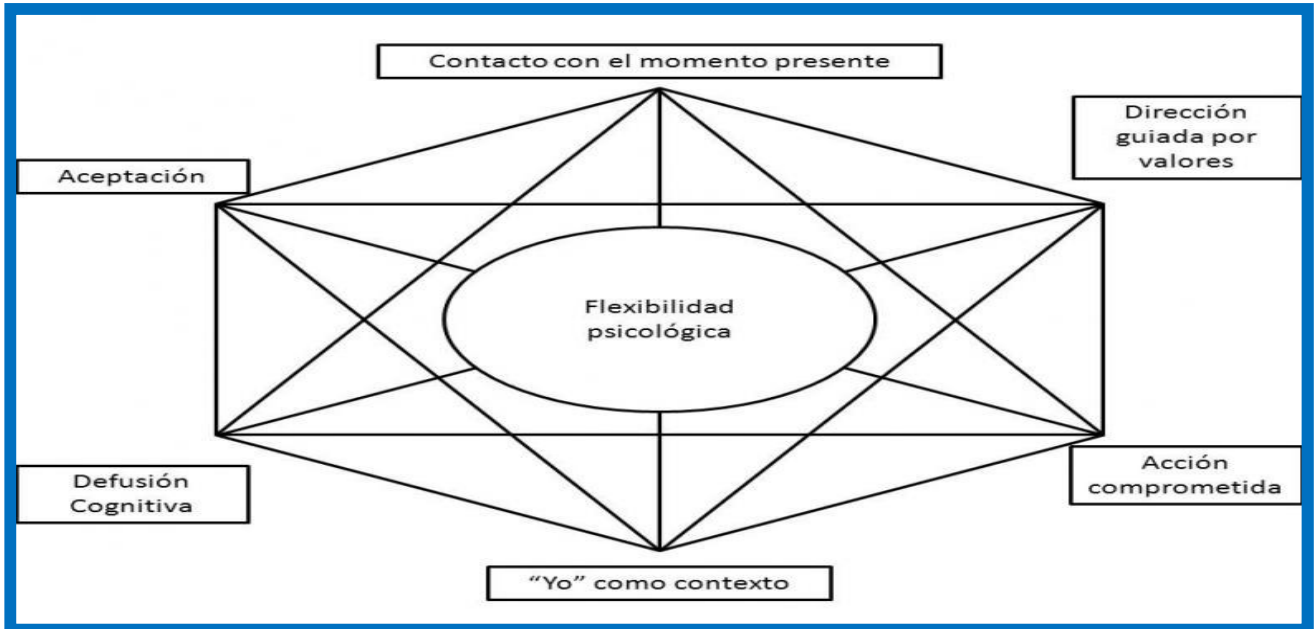 Contacto con el momento presente
Dirección
guiada por
valores
Aceptación
Flexibilidad
psicológica
Defusión
Cognitiva
Acción
comprometida
“Yo” como contexto